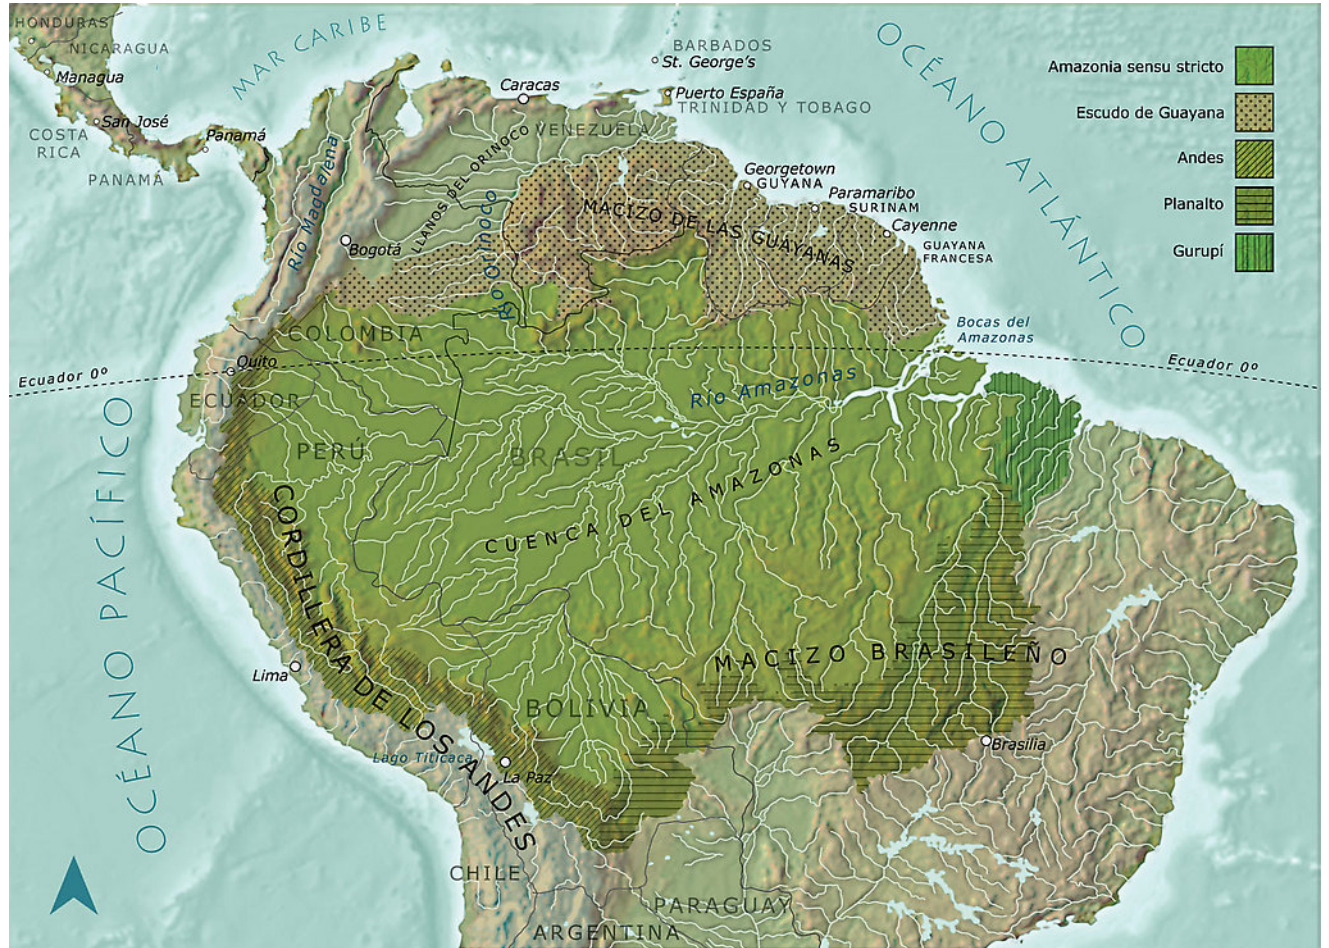 HONDURAS
NICARAGUA
Managua
MAR CARIBE
BARBADOS
St. George's
OCÉANO ATLÁNTICO
Amazonia sensu stricto
Escudo de Guayana
Andes
Planalto
Gurupí
Caracas
Puerto España
TRINIDAD Y TOBAGO
San José
COSTA
RICA
Panamá
PANAMÁ
VENEZUELA
LLANOS DEL ORINOCO
Río Magdalena
Río Orinoco
Georgetown
GUYANA
Paramaribo
SURINAM
Cayenne
GUAYANA
FRANCESA
MACIZO DE LAS GUAYANAS
Bogotá
COLOMBIA
Bocas del
Amazonas
Ecuador 0º
Ecuador 0º
Quito
ECUADOR
Río Amazonas
PERÚ
BRASIL
CUENCA DEL AMAZONAS
OCÉANO PACÍFICO
CORDILLERA DE LOS ANDES
MACIZO BRASILEÑO
Lima
BOLIVIA
Lago Titicaca
La Paz
Brasilia
CHILE
PARAGUAY
ARGENTINA